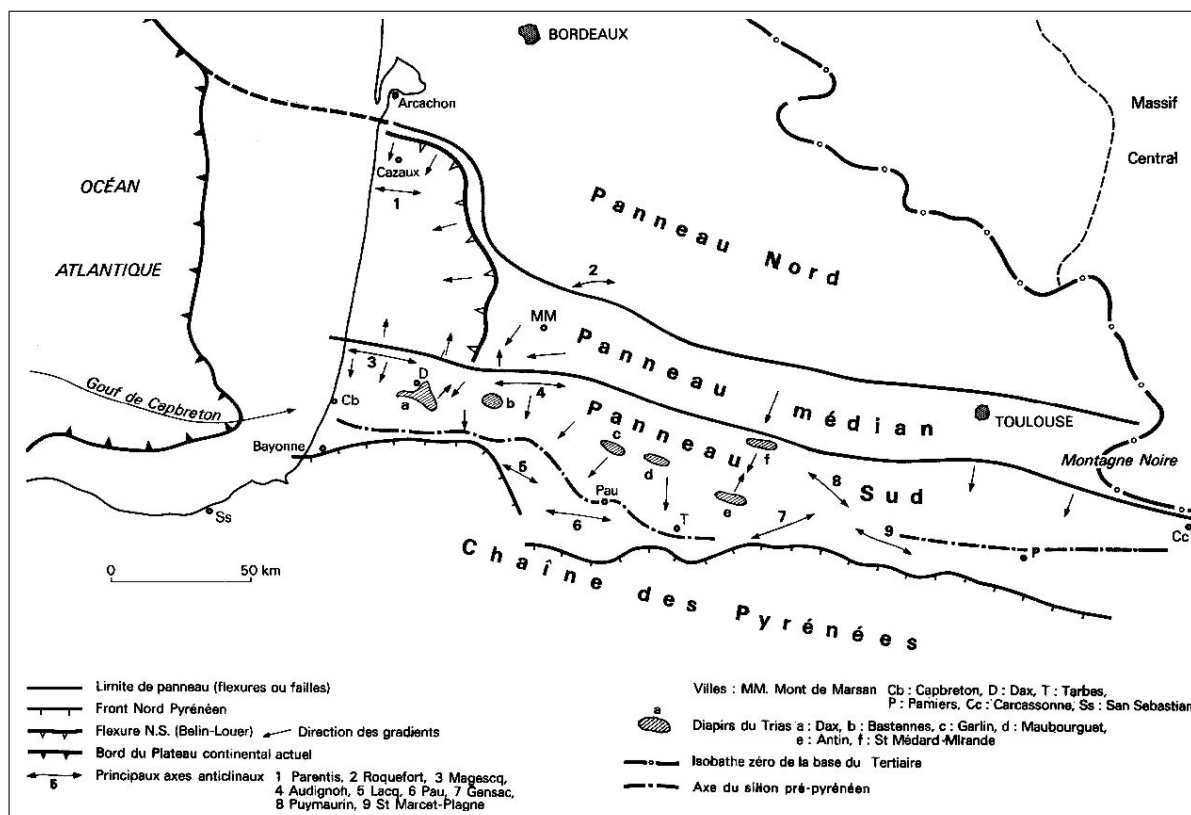 BORDEAUX
Massif
Central
Arcachon
OCÉAN
ATLANTIQUE
Cazaux
1
Panneau Nord
2
MM
Panneau médian
3
D
a
b
4
Gouf de Capbreton
Cb
Bayonne
Panneau
Sud
TOULOUSE
Montagne Noire
c
d
f
e
5
Pau
6
T
7
8
9
P
Cc
Ss
0 50 km
Chaîne des Pyrénées
Limite de panneau (flexures ou failles)
Front Nord Pyrénéen
Flexure N.S. (Belin-Louer) Direction des gradients
Bord du Plateau continental actuel
5 Principaux axes anticlinaux 1 Parentis, 2 Roquefort, 3 Magescq,
4 Audignoh, 5 Lacq, 6 Pau, 7 Gensac,
8 Puymaurin, 9 St Marcet-Plagne
Villes : MM. Mont de Marsan Cb : Capbreton, D : Dax, T : Tarbes,
P : Pamiers, Cc : Carcassonne, Ss : San Sebastian
a Diapirs du Trias a : Dax, b : Bastennes, c : Garlin, d : Maubourguet,
e : Antin, f : St Médard-Mirande
Isobathe zéro de la base du Tertiaire
Axe du sillon pré-pyrénéen